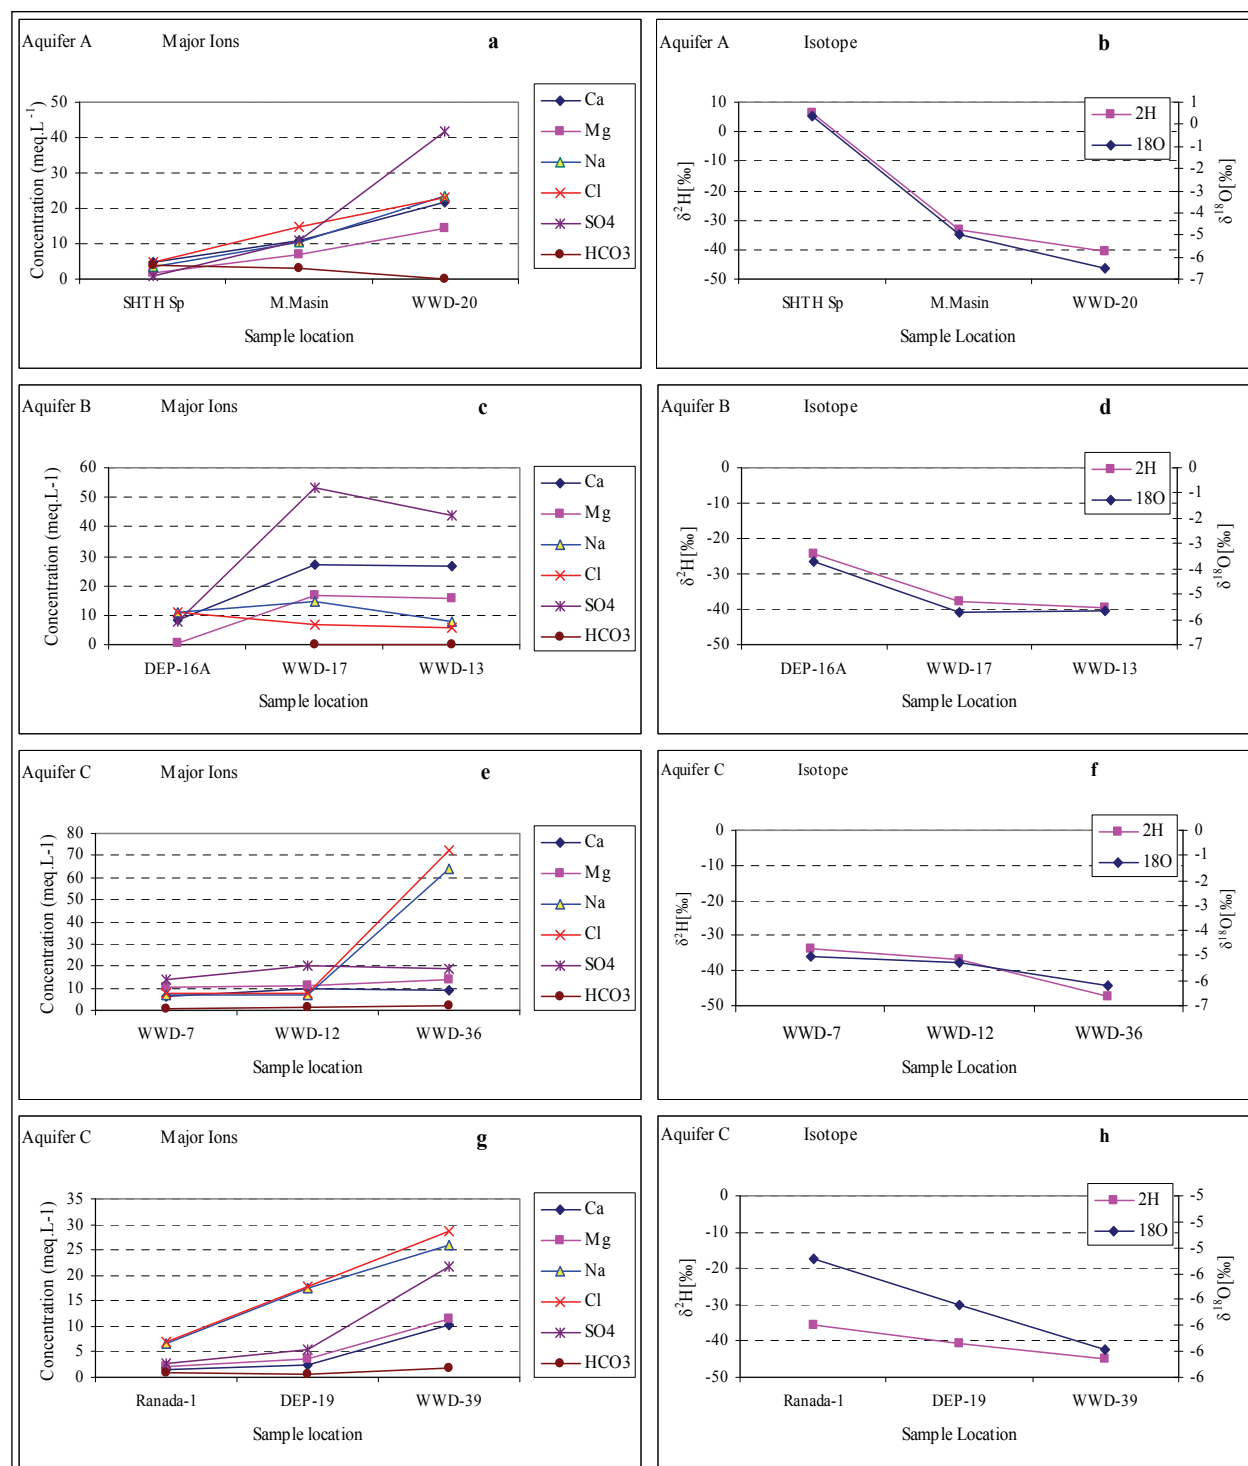 Aquifer A Major Ions a
Concentration (meq.L⁻¹)
50
40
30
20
10
0
SHTH Sp M.Masin WWD-20
Sample location
Ca
Mg
Na
Cl
SO4
HCO3
Aquifer A Isotope b
δ²H[‰]
10
0
-10
-20
-30
-40
-50
1
0
-1
-2
-3
-4
-5
-6
-7
δ¹⁸O[‰]
SHTH Sp M.Masin WWD-20
Sample Location
2H
18O
Aquifer B Major Ions c
Concentration (meq.L-1)
60
50
40
30
20
10
0
DEP-16A WWD-17 WWD-13
Sample location
Ca
Mg
Na
Cl
SO4
HCO3
Aquifer B Isotope d
δ²H[‰]
0
-10
-20
-30
-40
-50
0
-1
-2
-3
-4
-5
-6
-7
δ¹⁸O[‰]
DEP-16A WWD-17 WWD-13
Sample Location
2H
18O
Aquifer C Major Ions e
Concentration (meq.L-1)
80
70
60
50
40
30
20
10
0
WWD-7 WWD-12 WWD-36
Sample location
Ca
Mg
Na
Cl
SO4
HCO3
Aquifer C Isotope f
δ²H[‰]
0
-10
-20
-30
-40
-50
0
-1
-2
-3
-4
-5
-6
-7
δ¹⁸O[‰]
WWD-7 WWD-12 WWD-36
Sample Location
2H
18O
Aquifer C Major Ions g
Concentration (meq.L-1)
35
30
25
20
15
10
5
0
Ranada-1 DEP-19 WWD-39
Sample location
Ca
Mg
Na
Cl
SO4
HCO3
Aquifer C Isotope h
δ²H[‰]
0
-10
-20
-30
-40
-50
-5
-5
-5
-6
-6
-6
-6
-6
δ¹⁸O[‰]
Ranada-1 DEP-19 WWD-39
Sample Location
2H
18O